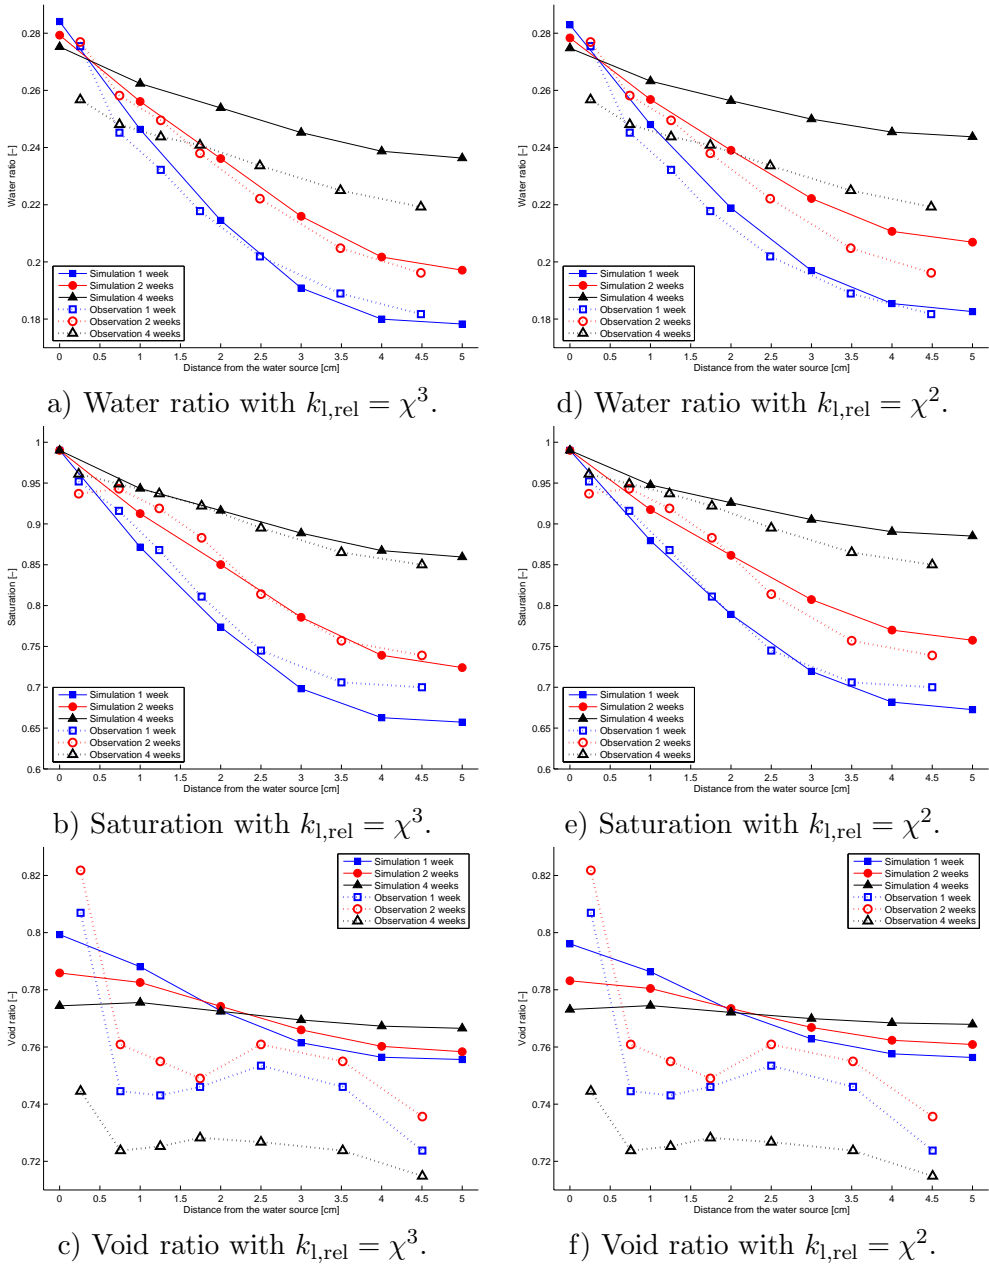 0.28
0.26
0.24
0.22
0.2
0.18
Water ratio [–]
Simulation 1 week
Simulation 2 weeks
Simulation 4 weeks
Observation 1 week
Observation 2 weeks
Observation 4 weeks
0 0.5 1 1.5 2 2.5 3 3.5 4 4.5 5
Distance from the water source [cm]
a) Water ratio with k_{l,rel} = χ^3.
0.28
0.26
0.24
0.22
0.2
0.18
Water ratio [–]
Simulation 1 week
Simulation 2 weeks
Simulation 4 weeks
Observation 1 week
Observation 2 weeks
Observation 4 weeks
0 0.5 1 1.5 2 2.5 3 3.5 4 4.5 5
Distance from the water source [cm]
d) Water ratio with k_{l,rel} = χ^2.
1
0.95
0.9
0.85
0.8
0.75
0.7
0.65
0.6
Saturation [–]
Simulation 1 week
Simulation 2 weeks
Simulation 4 weeks
Observation 1 week
Observation 2 weeks
Observation 4 weeks
0 0.5 1 1.5 2 2.5 3 3.5 4 4.5 5
Distance from the water source [cm]
b) Saturation with k_{l,rel} = χ^3.
1
0.95
0.9
0.85
0.8
0.75
0.7
0.65
0.6
Saturation [–]
Simulation 1 week
Simulation 2 weeks
Simulation 4 weeks
Observation 1 week
Observation 2 weeks
Observation 4 weeks
0 0.5 1 1.5 2 2.5 3 3.5 4 4.5 5
Distance from the water source [cm]
e) Saturation with k_{l,rel} = χ^2.
0.82
0.8
0.78
0.76
0.74
0.72
Void ratio [–]
Simulation 1 week
Simulation 2 weeks
Simulation 4 weeks
Observation 1 week
Observation 2 weeks
Observation 4 weeks
0 0.5 1 1.5 2 2.5 3 3.5 4 4.5 5
Distance from the water source [cm]
c) Void ratio with k_{l,rel} = χ^3.
0.82
0.8
0.78
0.76
0.74
0.72
Void ratio [–]
Simulation 1 week
Simulation 2 weeks
Simulation 4 weeks
Observation 1 week
Observation 2 weeks
Observation 4 weeks
0 0.5 1 1.5 2 2.5 3 3.5 4 4.5 5
Distance from the water source [cm]
f) Void ratio with k_{l,rel} = χ^2.